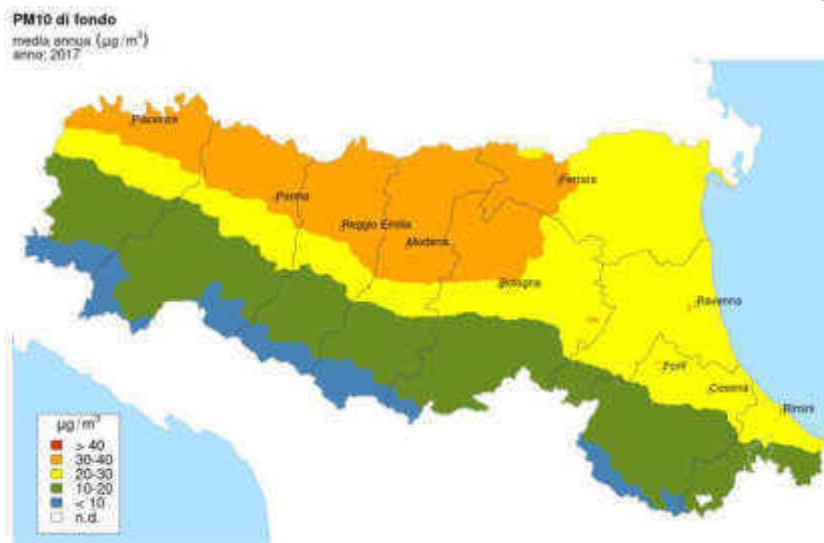 PM10 di fondo
media annua (µg/m³)
anno: 2017
Piacenza
Parma
Reggio Emilia
Modena
Ferrara
Bologna
Ravenna
Forlì
Cesena
Rimini
µg/m³
> 40
30-40
20-30
10-20
< 10
n.d.